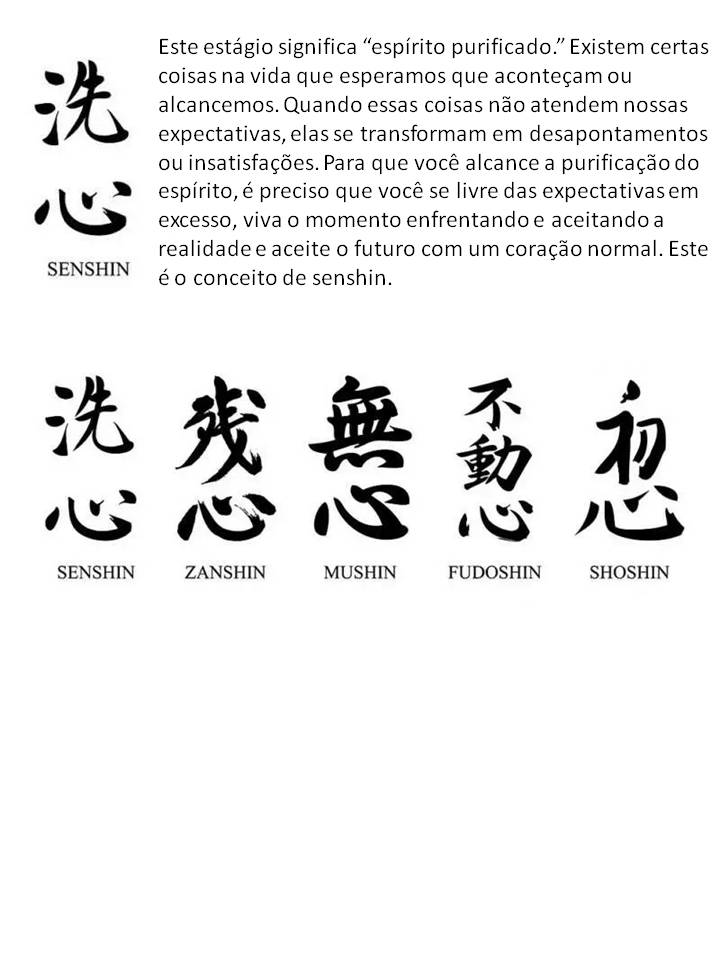 洗
心
SENSHIN
Este estágio significa “espírito purificado.” Existem certas
coisas na vida que esperamos que aconteçam ou
alcancemos. Quando essas coisas não atendem nossas
expectativas, elas se transformam em desapontamentos
ou insatisfações. Para que você alcance a purificação do
espírito, é preciso que você se livre das expectativas em
excesso, viva o momento enfrentando e aceitando a
realidade e aceite o futuro com um coração normal. Este
é o conceito de senshin.
洗心
残心
無心
不動心
初心
SENSHIN ZANSHIN MUSHIN FUDOSHIN SHOSHIN